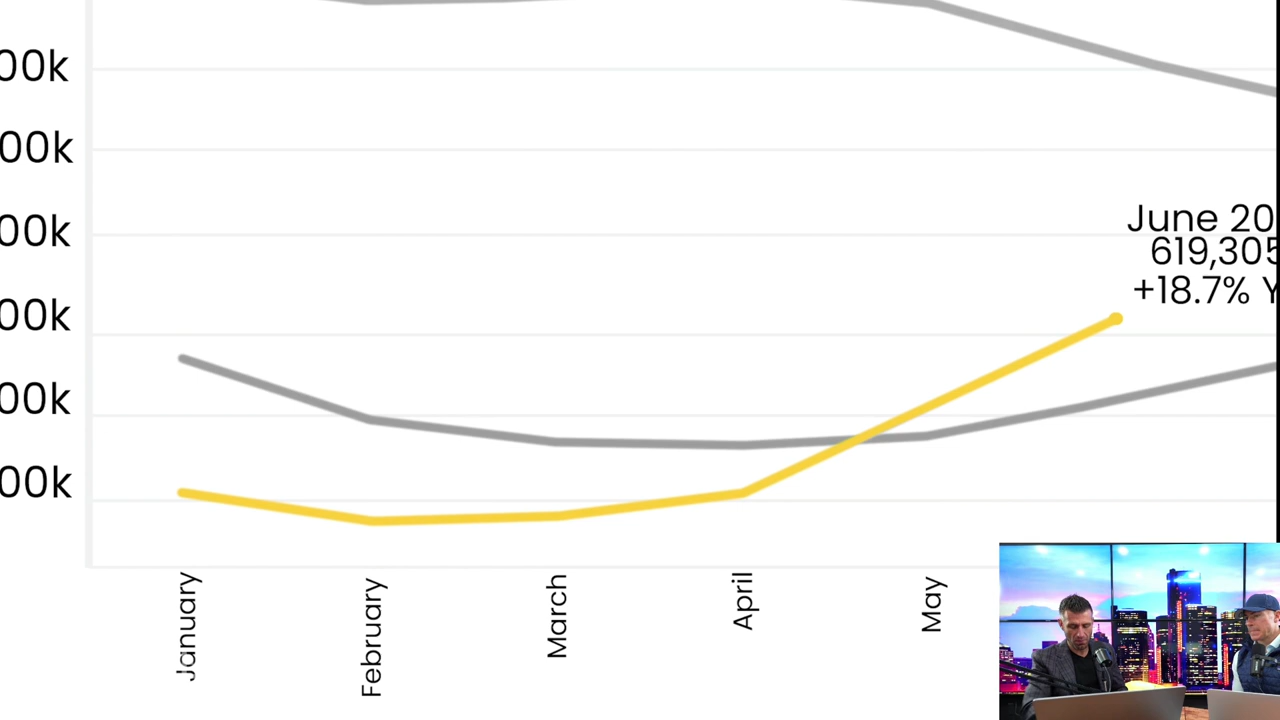 00k
00k
00k
June 20
619,305
+18.7% Y
00k
00k
00k
January
February
March
April
May